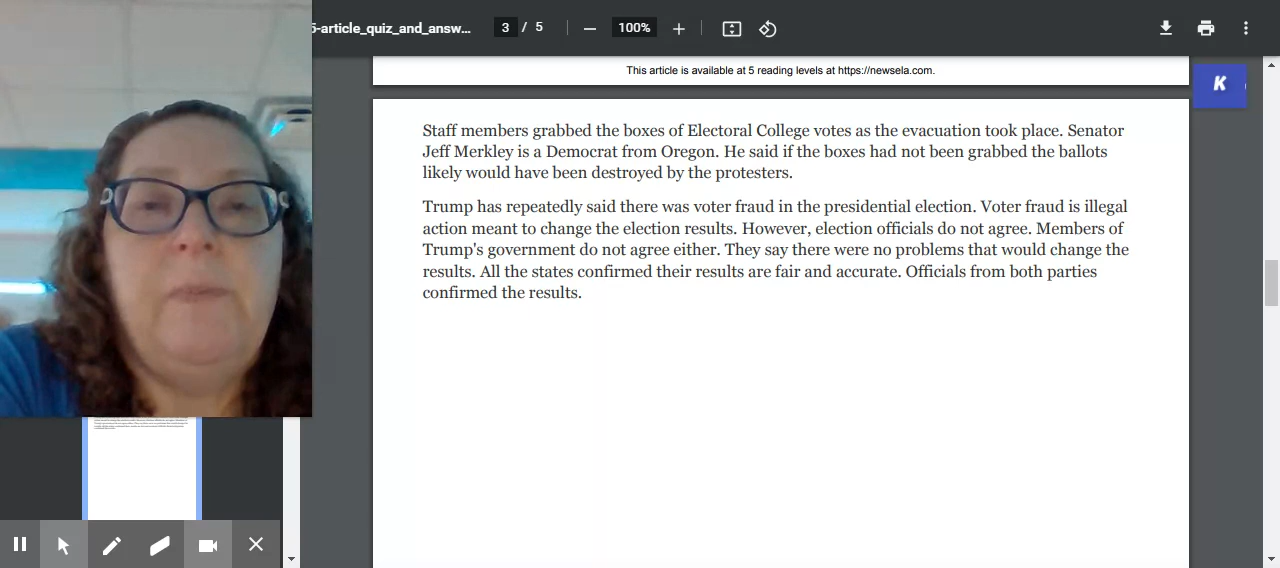 5-article_quiz_and_answ...
3 / 5
100%
This article is available at 5 reading levels at https://newsela.com.
K
Staff members grabbed the boxes of Electoral College votes as the evacuation took place. Senator
Jeff Merkley is a Democrat from Oregon. He said if the boxes had not been grabbed the ballots
likely would have been destroyed by the protesters.
Trump has repeatedly said there was voter fraud in the presidential election. Voter fraud is illegal
action meant to change the election results. However, election officials do not agree. Members of
Trump's government do not agree either. They say there were no problems that would change the
results. All the states confirmed their results are fair and accurate. Officials from both parties
confirmed the results.